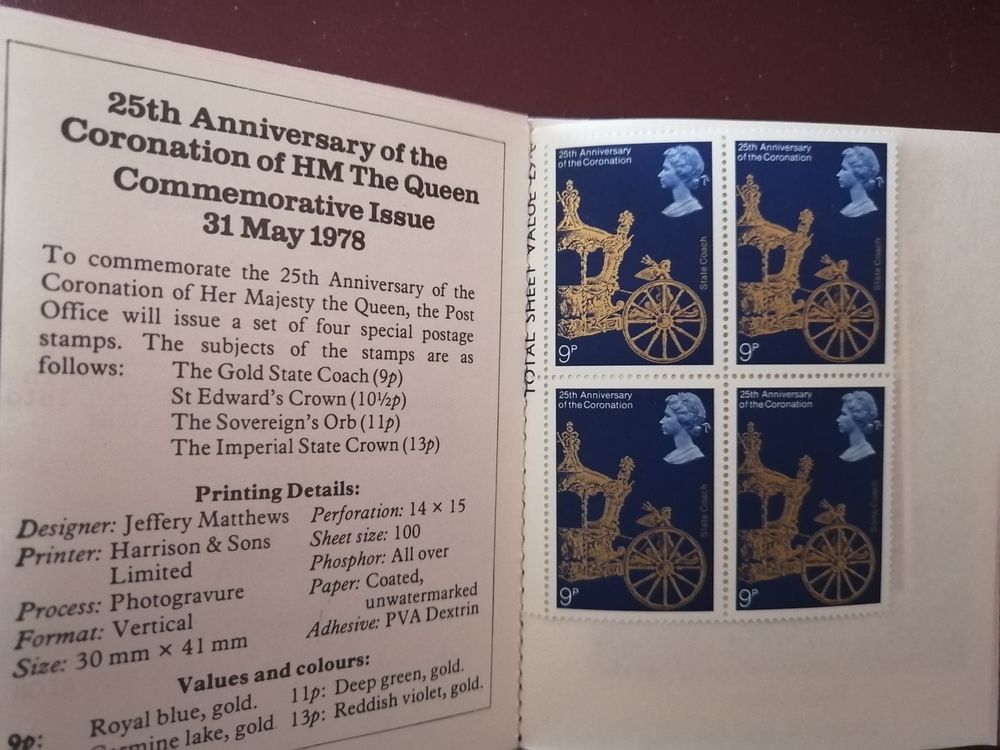 25th Anniversary of the
Coronation of HM The Queen
Commemorative Issue
31 May 1978
To commemorate the 25th Anniversary of the
Coronation of Her Majesty the Queen, the Post
Office will issue a set of four special postage
stamps. The subjects of the stamps are as
follows: The Gold State Coach (9p)
St Edward's Crown (10½p)
The Sovereign's Orb (11p)
The Imperial State Crown (13p)
Printing Details:
Designer: Jeffery Matthews
Printer: Harrison & Sons
Limited
Process: Photogravure
Format: Vertical
Size: 30 mm × 41 mm
Perforation: 14 × 15
Sheet size: 100
Phosphor: All over
Paper: Coated,
unwatermarked
Adhesive: PVA Dextrin
Values and colours:
9p: Royal blue, gold.
lake, gold
11p: Deep green, gold.
13p: Reddish violet, gold.
TOTAL SHEET VALUE
25th Anniversary
of the Coronation
State Coach
9P
25th Anniversary
of the Coronation
State Coach
9P
25th Anniversary
of the Coronation
State Coach
9P
25th Anniversary
of the Coronation
State Coach
9P